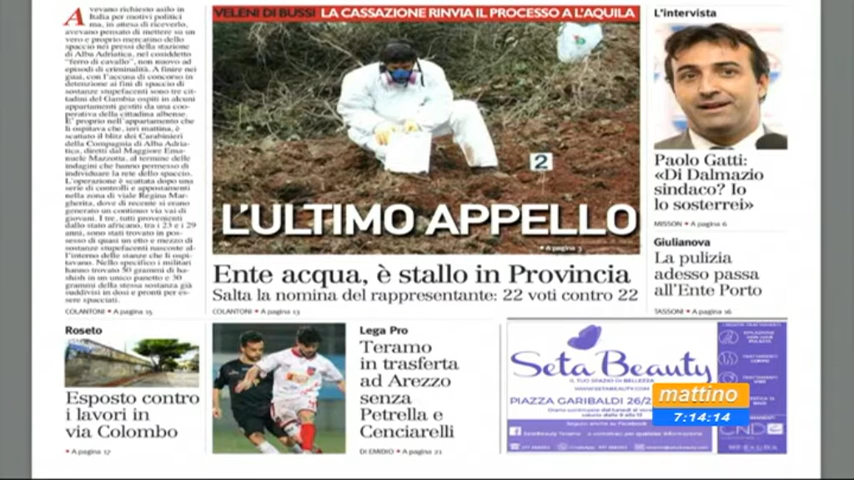 A vevano richiesto asilo in
Italia per motivi politici
ma, in attesa di riceverlo,
avevano pensato di mettere su un
vero e proprio mercatino dello
spaccio nei pressi della stazione
di Alba Adriatica, nel cosiddetto
"ferro di cavallo", non nuovo ad
episodi di criminalità. A finire nei
guai, con l'accusa di concorso in
detenzione ai fini di spaccio di
sostanze stupefacenti sono tre cit-
tadini del Gambia ospiti in alcuni
appartamenti gestiti da una coo-
perativa della cittadina albense.
E' proprio nell'appartamento che
li ospitava che, ieri mattina, è
scattato il blitz dei Carabinieri
della Compagnia di Alba Adria-
tica, diretti dal Maggiore Ema-
nuele Mazzotta, al termine delle
indagini che hanno permesso di
individuare la rete dello spaccio.
L'operazione è scattata dopo una
serie di controlli e appostamenti
nella zona di viale Regina Mar-
gherita, dove di recente si erano
generato un continuo via vai di
giovani. I tre, tutti provenienti
dallo stato africano, tra i 23 e i 29
anni, sono stati trovato in pos-
sesso di quasi un etto e mezzo di
sostanze stupefacenti nascoste al-
l'interno delle stanze che li ospi-
tavano. Nello specifico i militari
hanno trovato 50 grammi di ha-
shish in un unico panetto e 30
grammi della stessa sostanza già
suddivisi in dosi e pronti per es-
sere spacciati.
COLANTONI • A pagina 15
VELENI DI BUSSI LA CASSAZIONE RINVIA IL PROCESSO A L'AQUILA
2
L'ULTIMO APPELLO
• A pagina 3
Ente acqua, è stallo in Provincia
Salta la nomina del rappresentante: 22 voti contro 22
COLANTONI • A pagina 13
L'intervista
Paolo Gatti:
«Di Dalmazio
sindaco? Io
lo sosterrei»
MISSON • A pagina 6
Giulianova
La pulizia
adesso passa
all'Ente Porto
TASSONI • A pagina 16
Roseto
Esposto contro
i lavori in
via Colombo
• A pagina 17
Lega Pro
Teramo
in trasferta
ad Arezzo
senza
Petrella e
Cenciarelli
DI EMIDIO • A pagina 21
Seta Beauty
IL TUO SPAZIO DI BELLEZZA
WWW.SETABEAUTY.COM
PIAZZA GARIBALDI 26/2
Seguici anche su Facebook
mattino
7:14:14